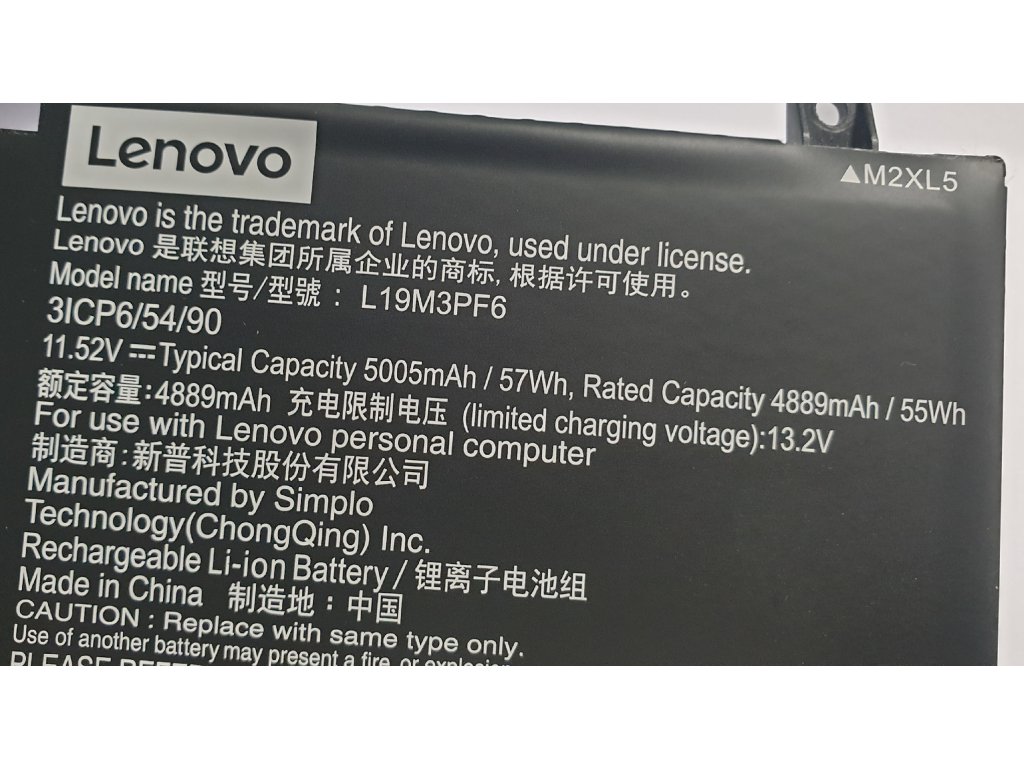 Lenovo
▲M2XL5
Lenovo is the trademark of Lenovo, used under license.
Lenovo 是联想集团所属企业的商标, 根据许可使用。
Model name 型号/型號 : L19M3PF6
3ICP6/54/90
11.52V ⎓Typical Capacity 5005mAh / 57Wh, Rated Capacity 4889mAh / 55Wh
额定容量:4889mAh 充电限制电压 (limited charging voltage):13.2V
For use with Lenovo personal computer
制造商:新普科技股份有限公司
Manufactured by Simplo
Technology(ChongQing) Inc.
Rechargeable Li-ion Battery / 锂离子电池组
Made in China 制造地：中国
CAUTION : Replace with same type only.
Use of another battery may present a fire, or explosion
PLEASE